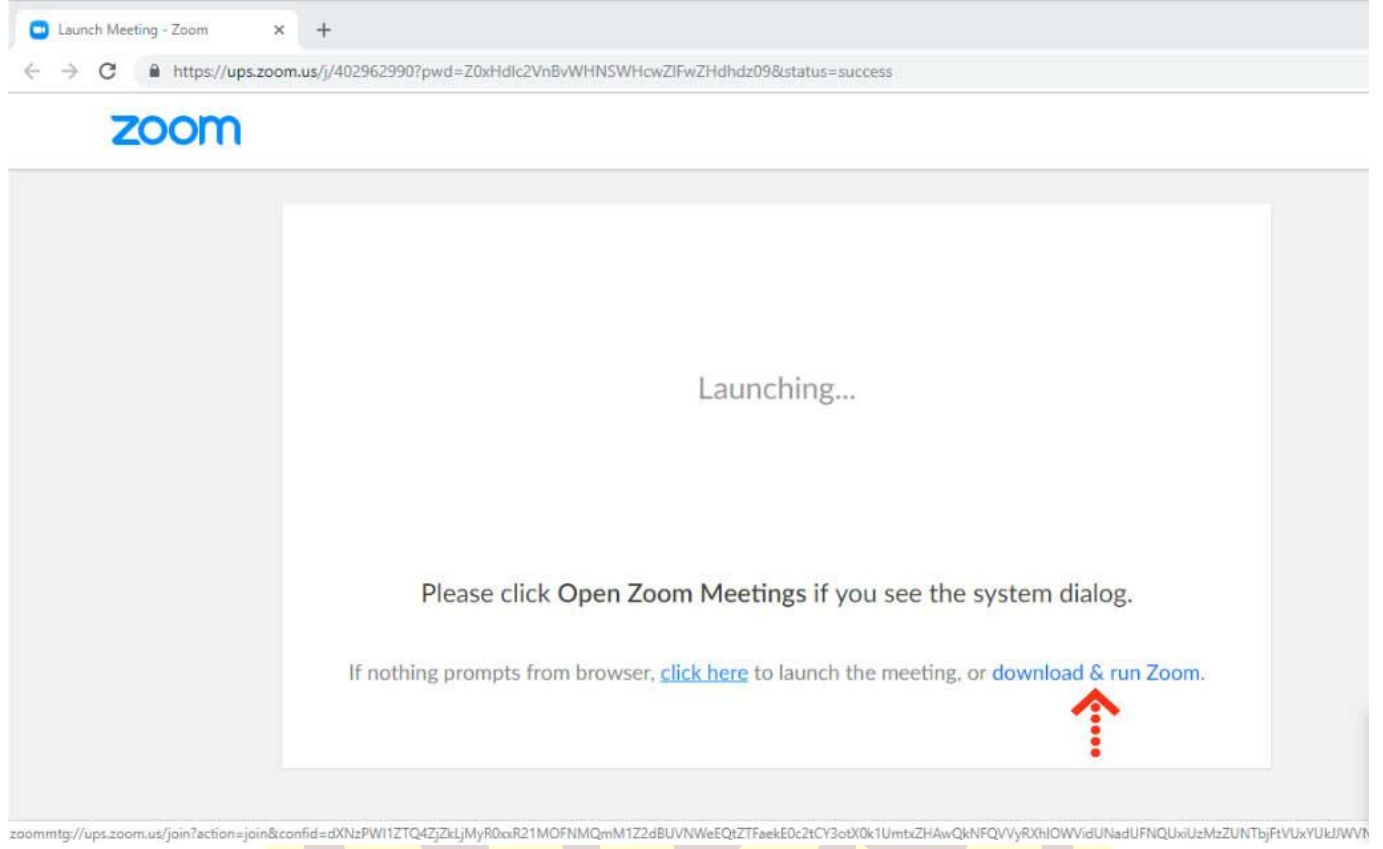 Launch Meeting - Zoom
https://ups.zoom.us/j/402962990?pwd=Z0xHdlc2VnBvWHNSWHcwZlFwZHdhdz09&status=success
zoom
Launching...
Please click Open Zoom Meetings if you see the system dialog.
If nothing prompts from browser, click here to launch the meeting, or download & run Zoom.